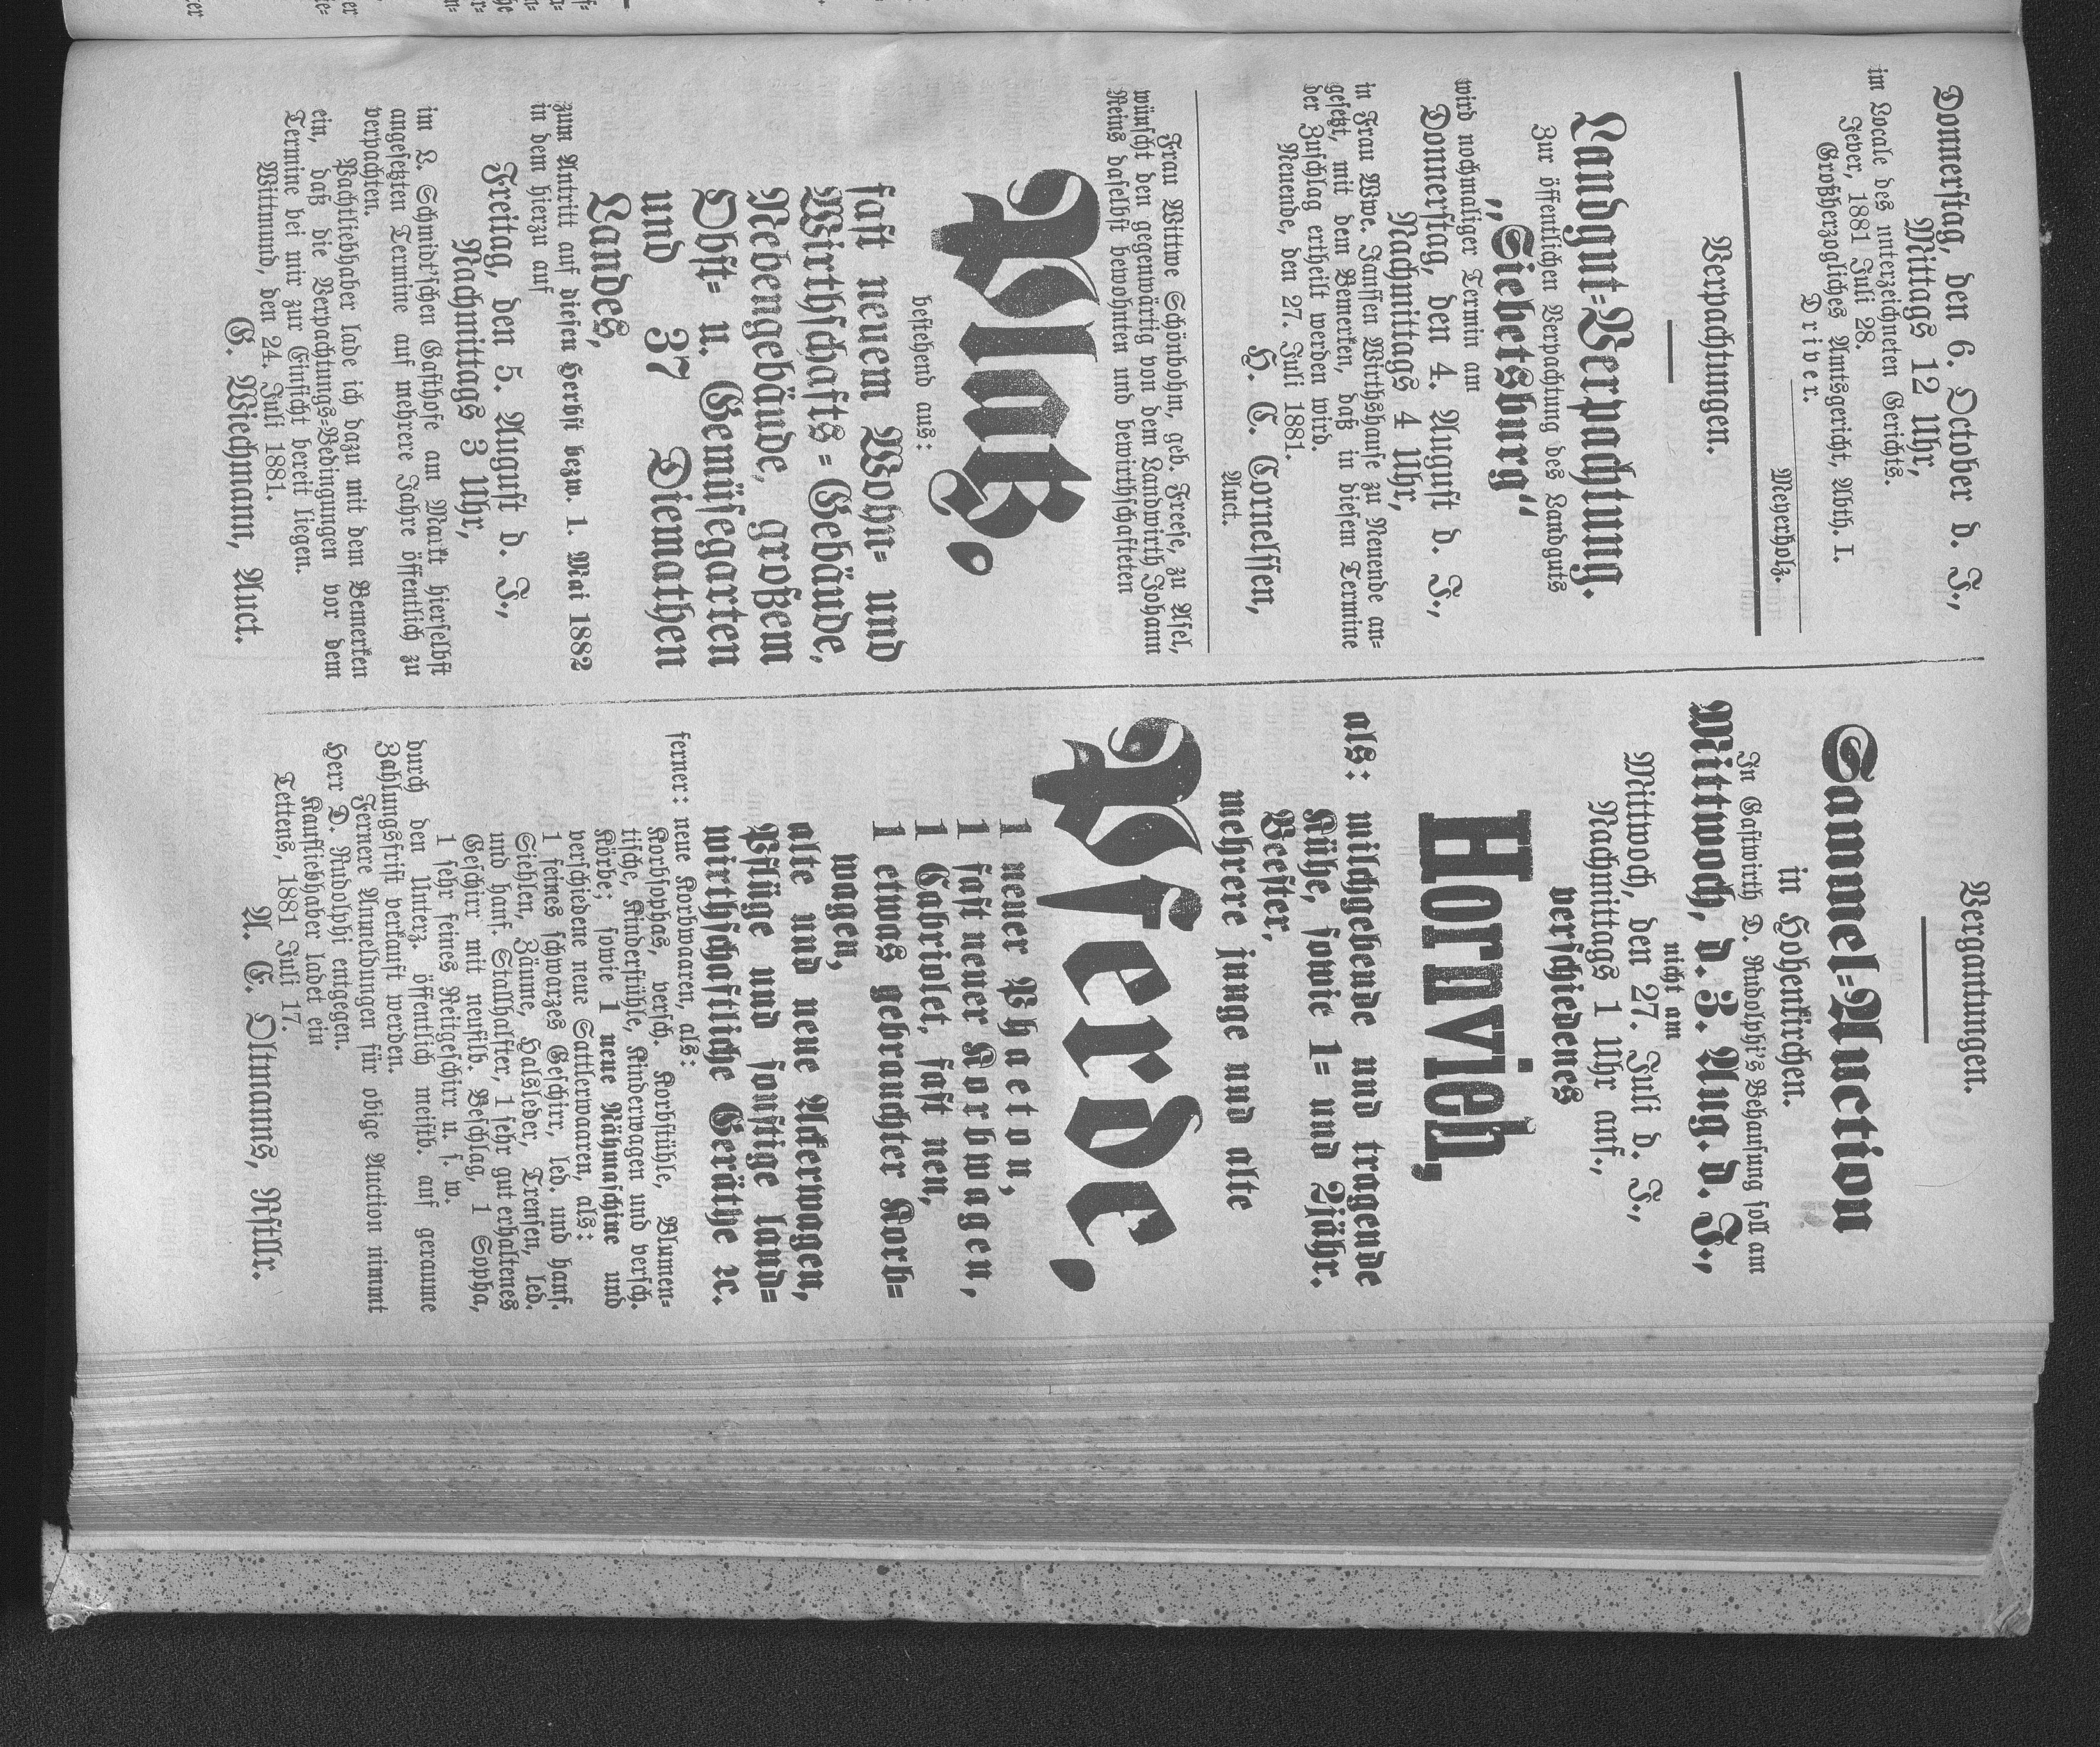 Donnerstag, den 6. October d. J.,
Mittags 12 Uhr,
im Locale des unterzeichneten Gerichts.
Jever, 1881 Juli 28.
Großherzogliches Amtsgericht, Abth. I.
Driver.
Meyerholz.
Verpachtungen.
Landgut=Verpachtung.
Zur öffentlichen Verpachtung des Landguts
„Siebetsburg“
wird nochmaliger Termin am
Donnerstag, den 4. August d. J.,
Nachmittags 4 Uhr,
in Frau Wwe. Janssen Wirthshause zu Neuende an=
gesetzt, mit dem Bemerken, daß in diesem Termine
der Zuschlag ertheilt werden wird.
Neuende, den 27. Juli 1881.
H. C. Cornelssen,
Auct.
Frau Wittwe Schönbohm, geb. Freese, zu Asel,
wünscht den gegenwärtig von dem Landwirth Johann
Reins daselbst bewohnten und bewirthschafteten
Platz,
bestehend aus:
fast neuem Wohn= und
Wirthschafts=Gebäude,
Nebengebäude, großem
Obst= u. Gemüsegarten
und 37 Diemathen
Landes,
zum Antritt auf diesen Herbst bezw. 1. Mai 1882
in dem hierzu auf
Freitag, den 5. August d. J.,
Nachmittags 3 Uhr,
im L. Schmidt'schen Gasthofe am Markt hierselbst
angesetzten Termine auf mehrere Jahre öffentlich zu
verpachten.
Pachtliebhaber lade ich dazu mit dem Bemerken
ein, daß die Verpachtungs=Bedingungen vor dem
Termine bei mir zur Einsicht bereit liegen.
Wittmund, den 24. Juli 1881.
G. Wiechmann, Auct.
Vergantungen.
Sammel=Auction
in Hohenkirchen.
In Gastwirth D. Rudolphi's Behausung soll am
Mittwoch, d. 3. Aug. d. J.,
nicht am
Mittwoch, den 27. Juli d. J.,
Nachmittags 1 Uhr anf.,
verschiedenes
Hornvieh,
als: milchgebende und tragende
Kühe, sowie 1= und 2jähr.
Beester,
mehrere junge und alte
Pferde,
1 neuer Phaeton,
1 fast neuer Korbwagen,
1 Cabriolet, fast neu,
1 etwas gebrauchter Korb=
wagen,
alte und neue Ackerwagen,
Pflüge und sonstige land=
wirthschaftliche Geräthe ꝛc.
ferner: neue Korbwaaren, als:
Korbsophas, versch. Korbstühle, Blumen=
tische, Kinderstühle, Kinderwagen und versch.
Körbe; sowie 1 neue Nähmaschine und
verschiedene neue Sattlerwaaren, als:
1 feines schwarzes Geschirr, led. und hanf.
Siehlen, Zäume, Halsleder, Trensen, led.
und hanf. Stallhalfter, 1 sehr gut erhaltenes
Geschirr mit neusilb. Beschlag, 1 Sopha,
1 sehr feines Reitgeschirr u. s. w.
durch den Unterz. öffentlich meistb. auf geraume
Zahlungsfrist verkauft werden.
Fernere Anmeldungen für obige Auction nimmt
Herr D. Rudolphi entgegen.
Kaufliebhaber ladet ein
Tettens, 1881 Juli 17.
A. E. Oltmanns, Rfllr.